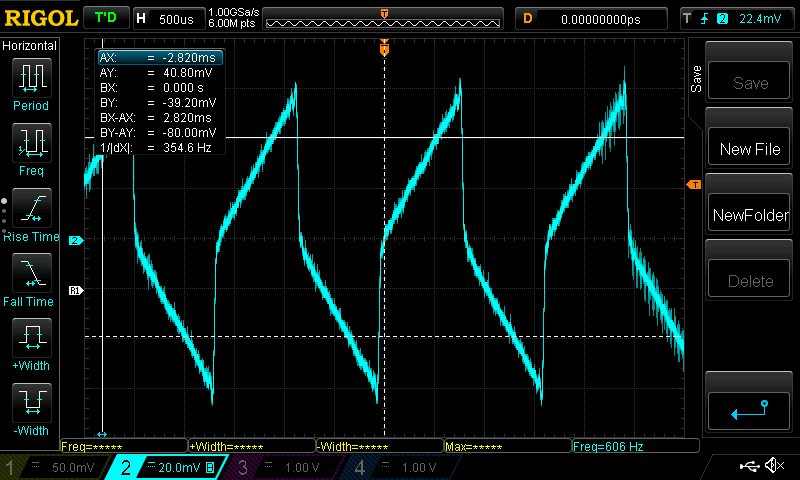 RIGOL T'D H 500us 1.00GSa/s 6.00M pts T D 0.00000000ps T 2 22.4mV
Horizontal
Period
Freq
Rise Time
Fall Time
+Width
-Width
AX: = -2.820ms
AY: = 40.80mV
BX: = 0.000 s
BY: = -39.20mV
BX-AX: = 2.820ms
BY-AY: = -80.00mV
1/|dX|: = 354.6 Hz
T
2
R1
Save
Save
New File
NewFolder
Delete
Freq=***** +Width=***** -Width=***** Max=***** Freq=606 Hz
1 50.0mV 2 20.0mV B 3 1.00 V 4 1.00 V